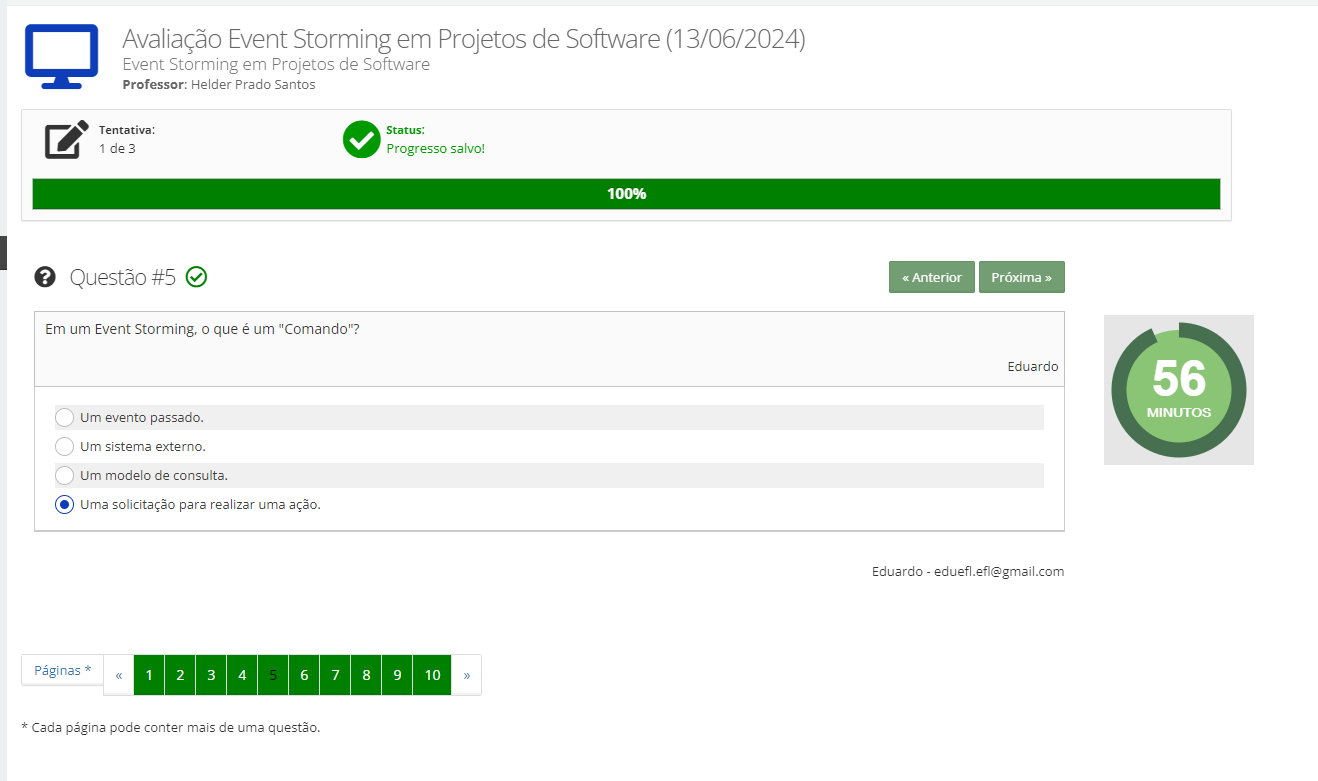 Avaliação Event Storming em Projetos de Software (13/06/2024)
Event Storming em Projetos de Software
Professor: Helder Prado Santos
Tentativa:
1 de 3
Status:
Progresso salvo!
100%
Questão #5
« Anterior
Próxima »
Em um Event Storming, o que é um "Comando"?
Eduardo
Um evento passado.
Um sistema externo.
Um modelo de consulta.
Uma solicitação para realizar uma ação.
56
MINUTOS
Eduardo - eduefl.efl@gmail.com
Páginas * « 1 2 3 4 5 6 7 8 9 10 »
* Cada página pode conter mais de uma questão.